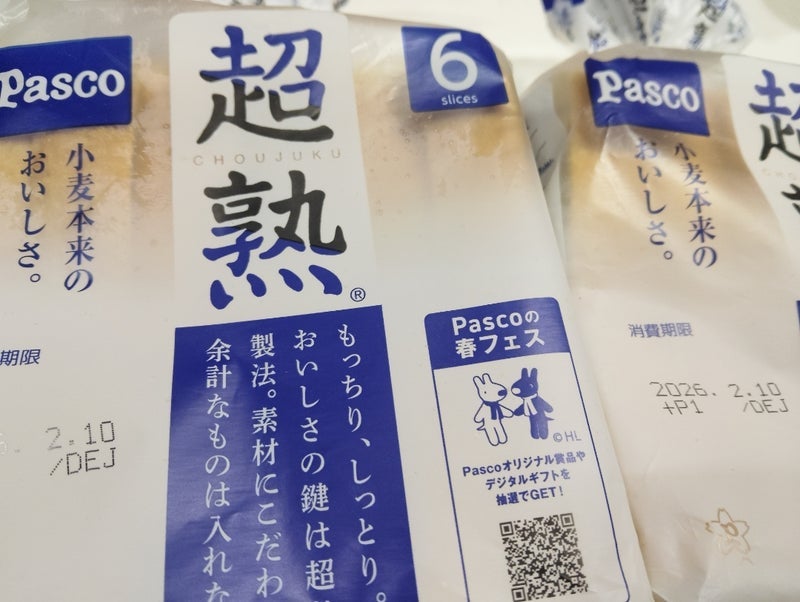 Pasco
小麦本来の
おいしさ。
期限
2.10
/DEJ
超
CHOUJUKU
熟®
6
slices
もっちり、しっとり。
おいしさの鍵は超
製法。素材にこだわ
余計なものは入れな
Pascoの
春フェス
©HL
Pascoオリジナル賞品や
デジタルギフトを
抽選でGET!
Pasco
小麦本来の
おいしさ。
消費期限
2026. 2.10
+P1 /DEJ
超